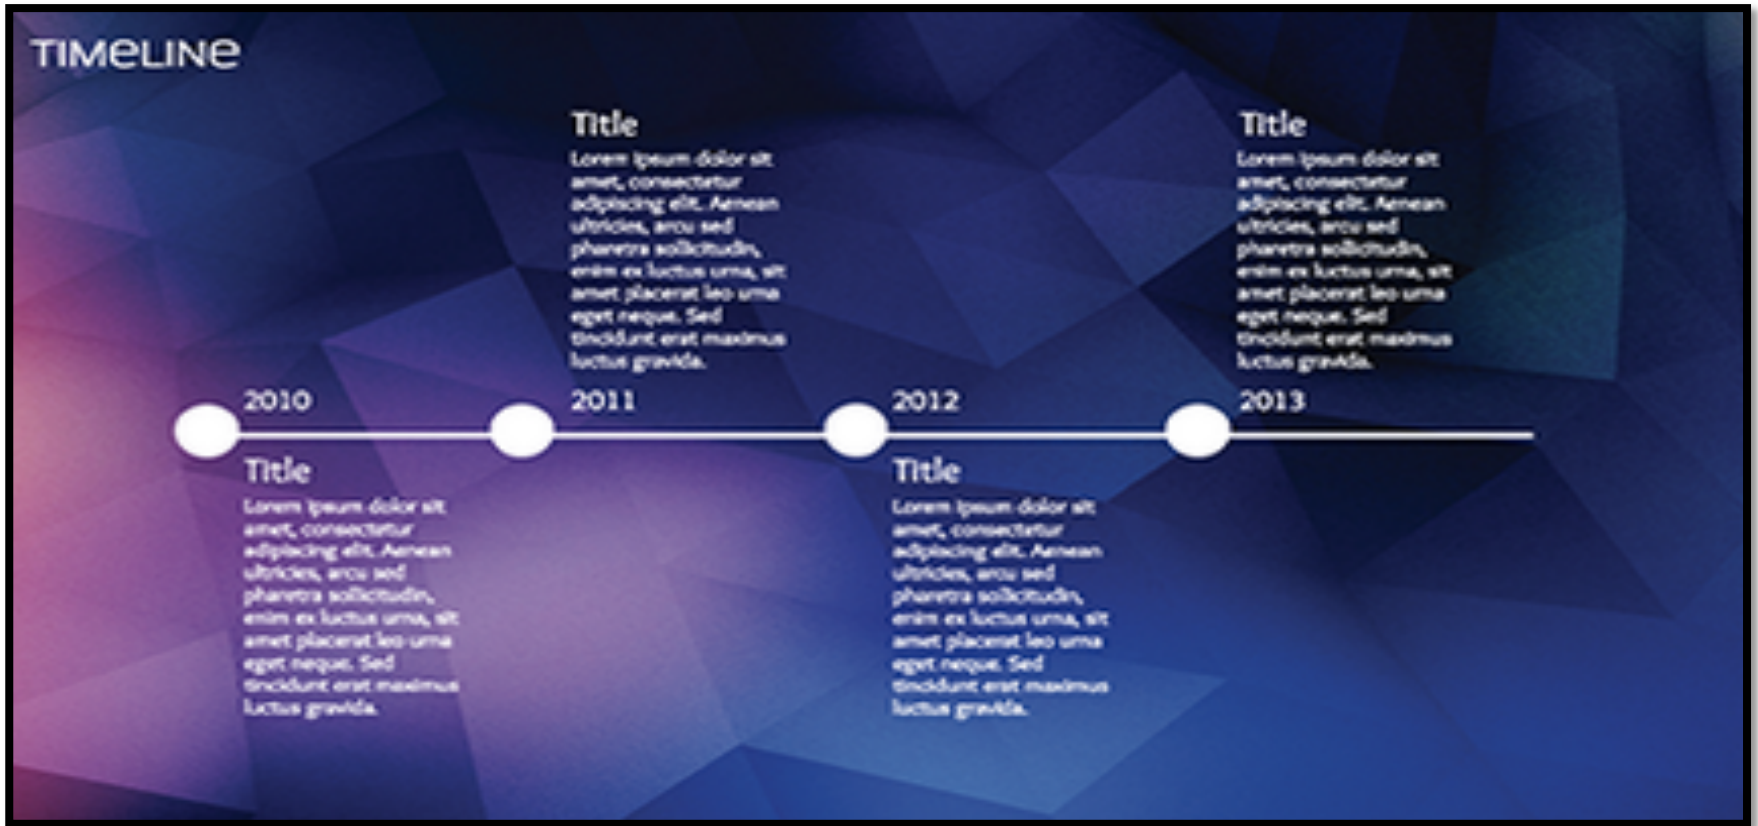 TIMELINE
Title
Lorem ipsum dolor sit
amet, consectetur
adipiscing elit. Aenean
ultricies, arcu sed
pharetra sollicitudin,
enim ex luctus urna, sit
amet placerat leo urna
eget neque. Sed
tincidunt erat maximus
luctus gravida.
Title
Lorem ipsum dolor sit
amet, consectetur
adipiscing elit. Aenean
ultricies, arcu sed
pharetra sollicitudin,
enim ex luctus urna, sit
amet placerat leo urna
eget neque. Sed
tincidunt erat maximus
luctus gravida.
2010
2011
2012
2013
Title
Lorem ipsum dolor sit
amet, consectetur
adipiscing elit. Aenean
ultricies, arcu sed
pharetra sollicitudin,
enim ex luctus urna, sit
amet placerat leo urna
eget neque. Sed
tincidunt erat maximus
luctus gravida.
Title
Lorem ipsum dolor sit
amet, consectetur
adipiscing elit. Aenean
ultricies, arcu sed
pharetra sollicitudin,
enim ex luctus urna, sit
amet placerat leo urna
eget neque. Sed
tincidunt erat maximus
luctus gravida.